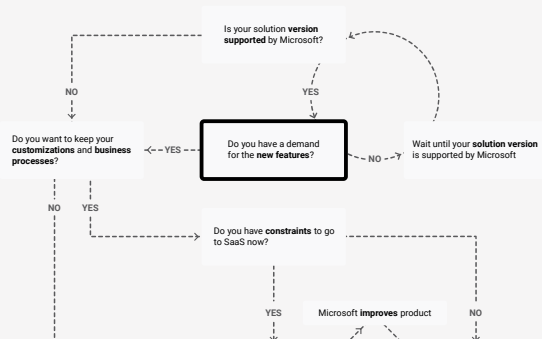 Is your solution version
supported by Microsoft?
NO
YES
Do you want to keep your
customizations and business
processes?
YES
Do you have a demand
for the new features?
NO
Wait until your solution version
is supported by Microsoft
NO
YES
Do you have constraints to go
to SaaS now?
YES
Microsoft improves product
NO